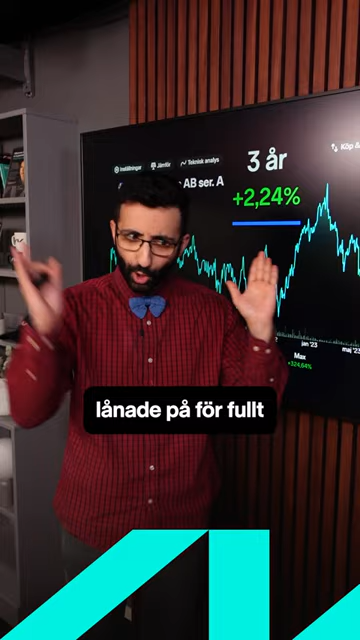 Inställningar
Jämför
Teknisk analys
3 år
Köp &
AB ser. A
+2,24%
jan '23
maj '23
Max
+324,64%
lånade på för fullt